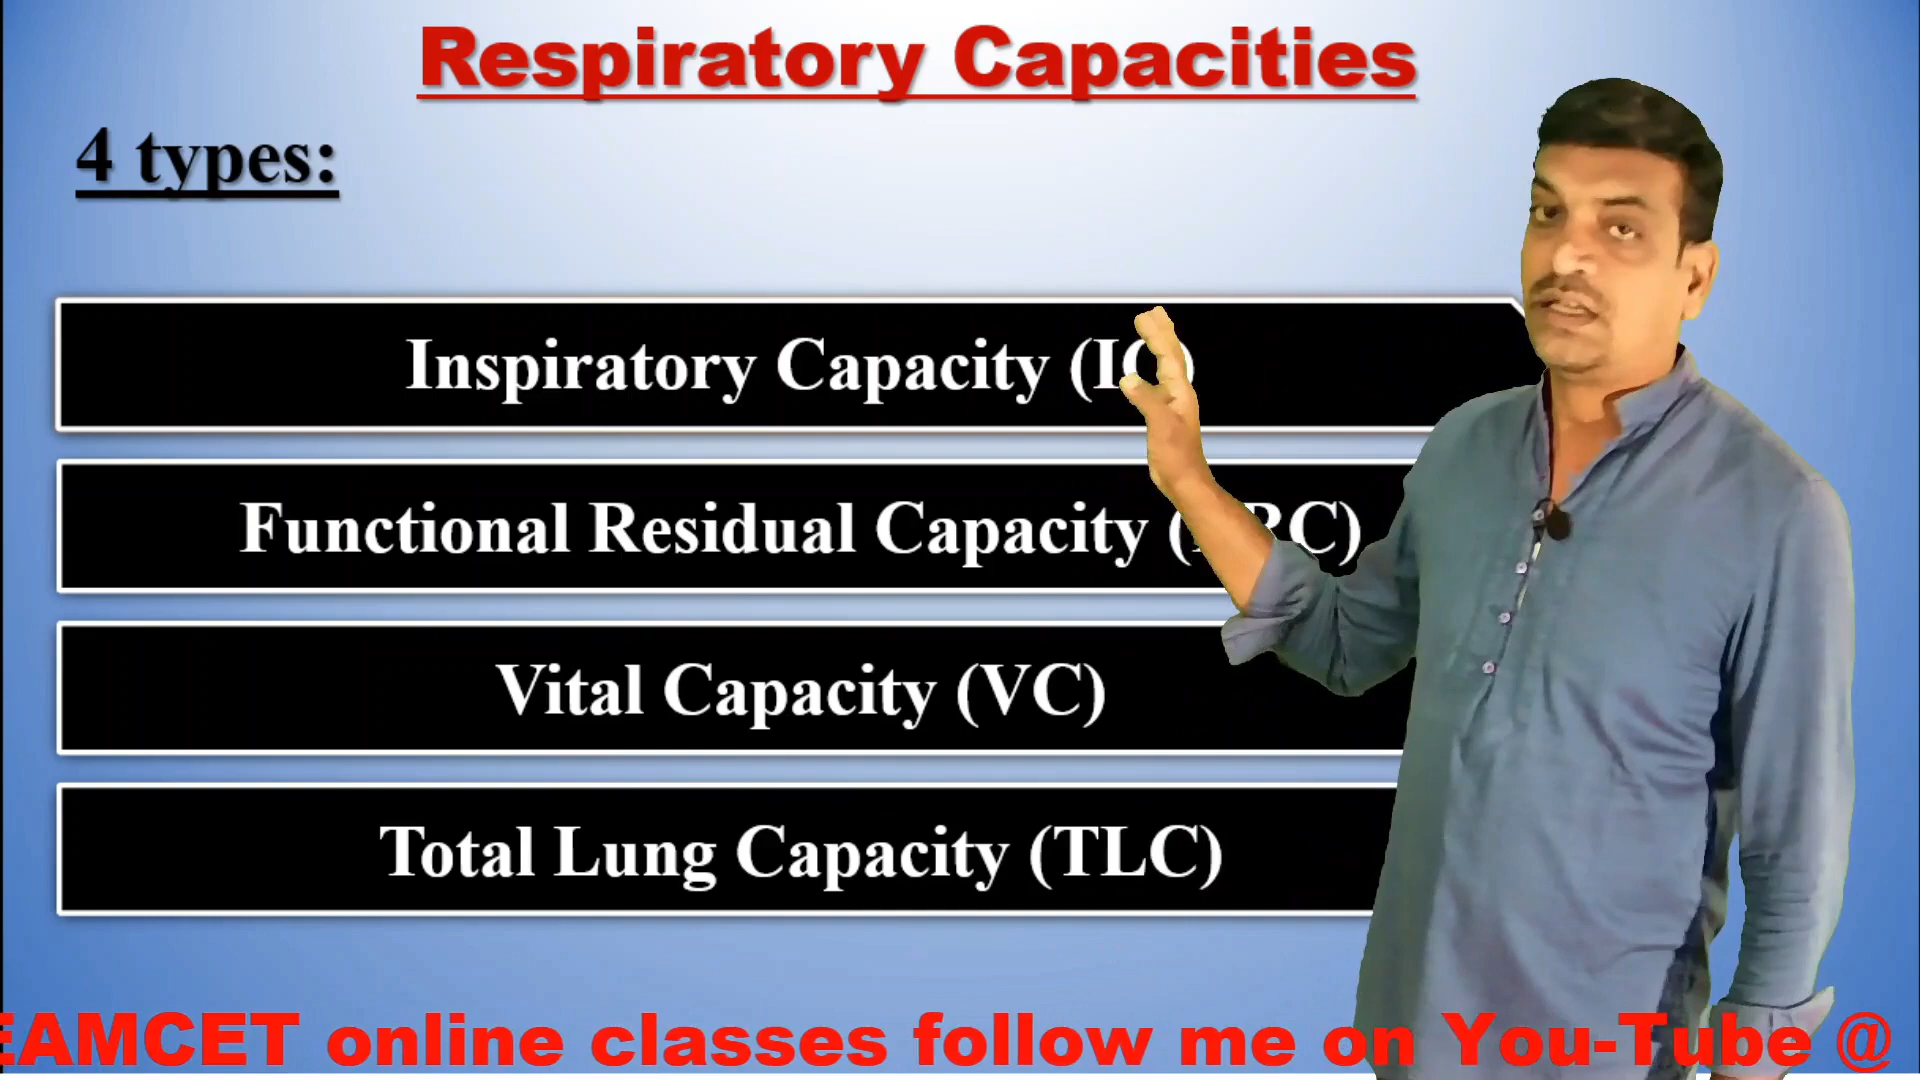 Respiratory Capacities
4 types:
Inspiratory Capacity
Functional Residual Capacity
Vital Capacity (VC)
Total Lung Capacity (TLC)
EAMCET online classes follow me on You-Tube @